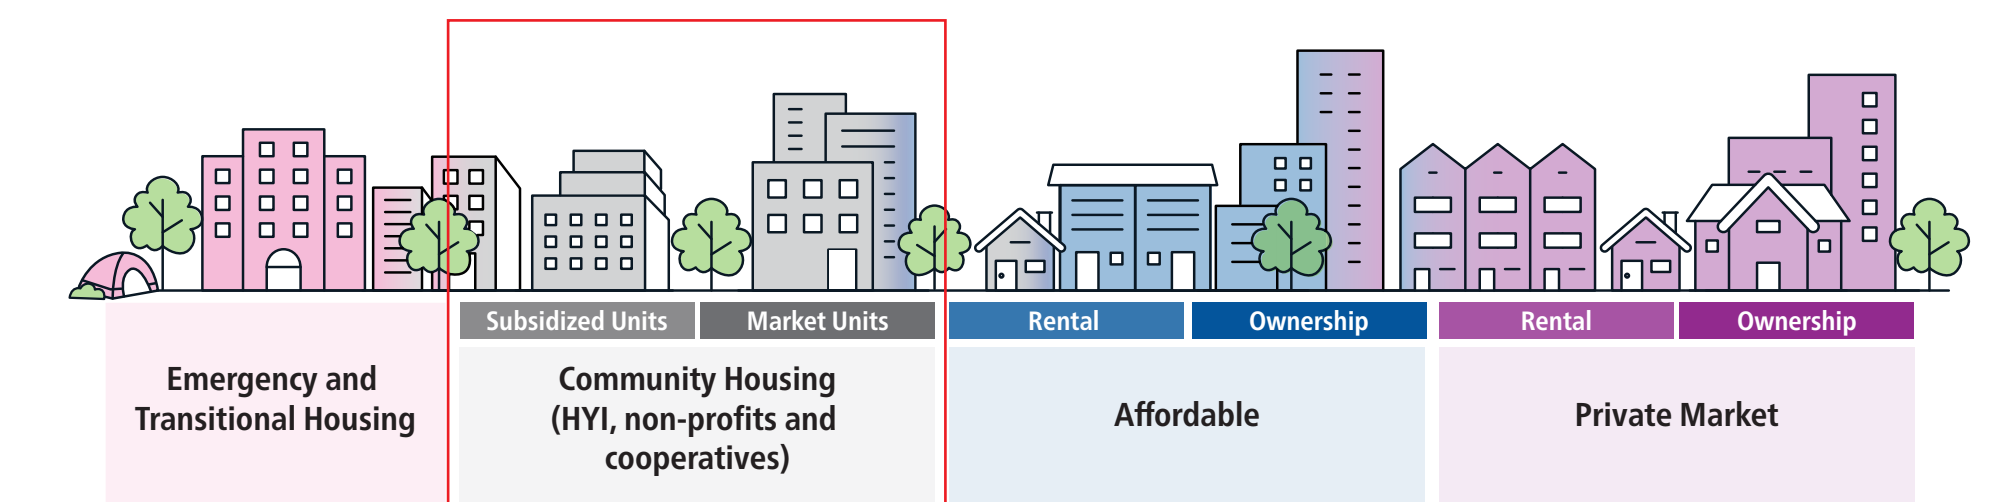 Subsidized Units
Market Units
Rental
Ownership
Rental
Ownership
Emergency and
Transitional Housing
Community Housing
(HYI, non-profits and
cooperatives)
Affordable
Private Market